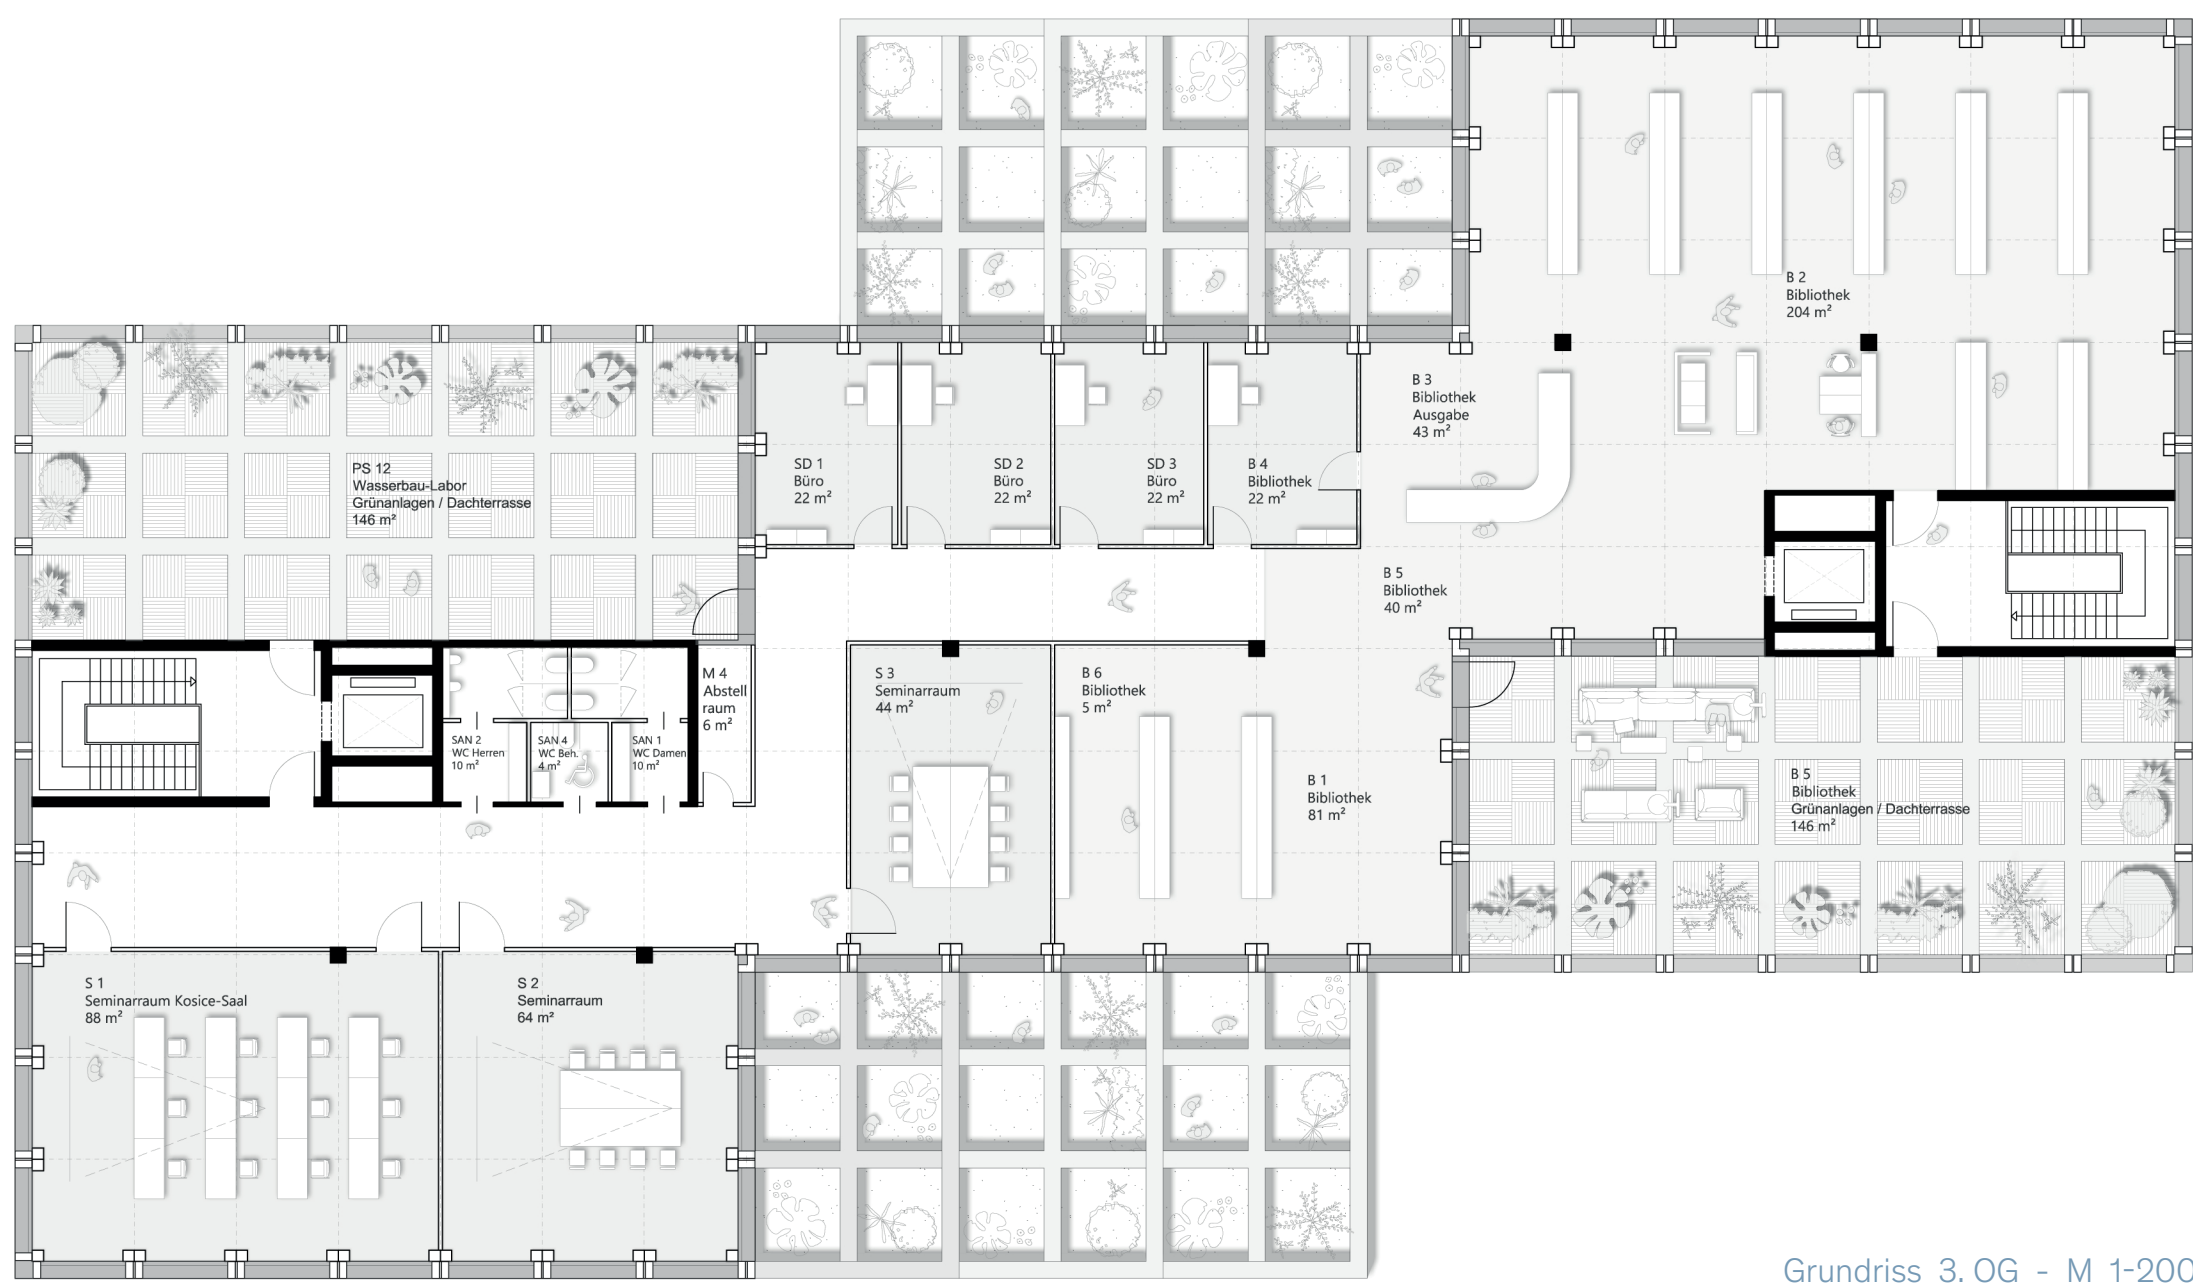 B 2
Bibliothek
204 m²
B 3
Bibliothek
Ausgabe
43 m²
PS 12
Wasserbau-Labor
Grünanlagen / Dachterrasse
146 m²
SD 1
Büro
22 m²
SD 2
Büro
22 m²
SD 3
Büro
22 m²
B 4
Bibliothek
22 m²
B 5
Bibliothek
40 m²
M 4
Abstell
raum
6 m²
S 3
Seminarraum
44 m²
B 6
Bibliothek
5 m²
SAN 2
WC Herren
10 m²
SAN 4
WC Beh.
4 m²
SAN 1
WC Damen
10 m²
B 1
Bibliothek
81 m²
B 5
Bibliothek
Grünanlagen / Dachterrasse
146 m²
S 1
Seminarraum Kosice-Saal
88 m²
S 2
Seminarraum
64 m²
Grundriss 3. OG - M 1-200